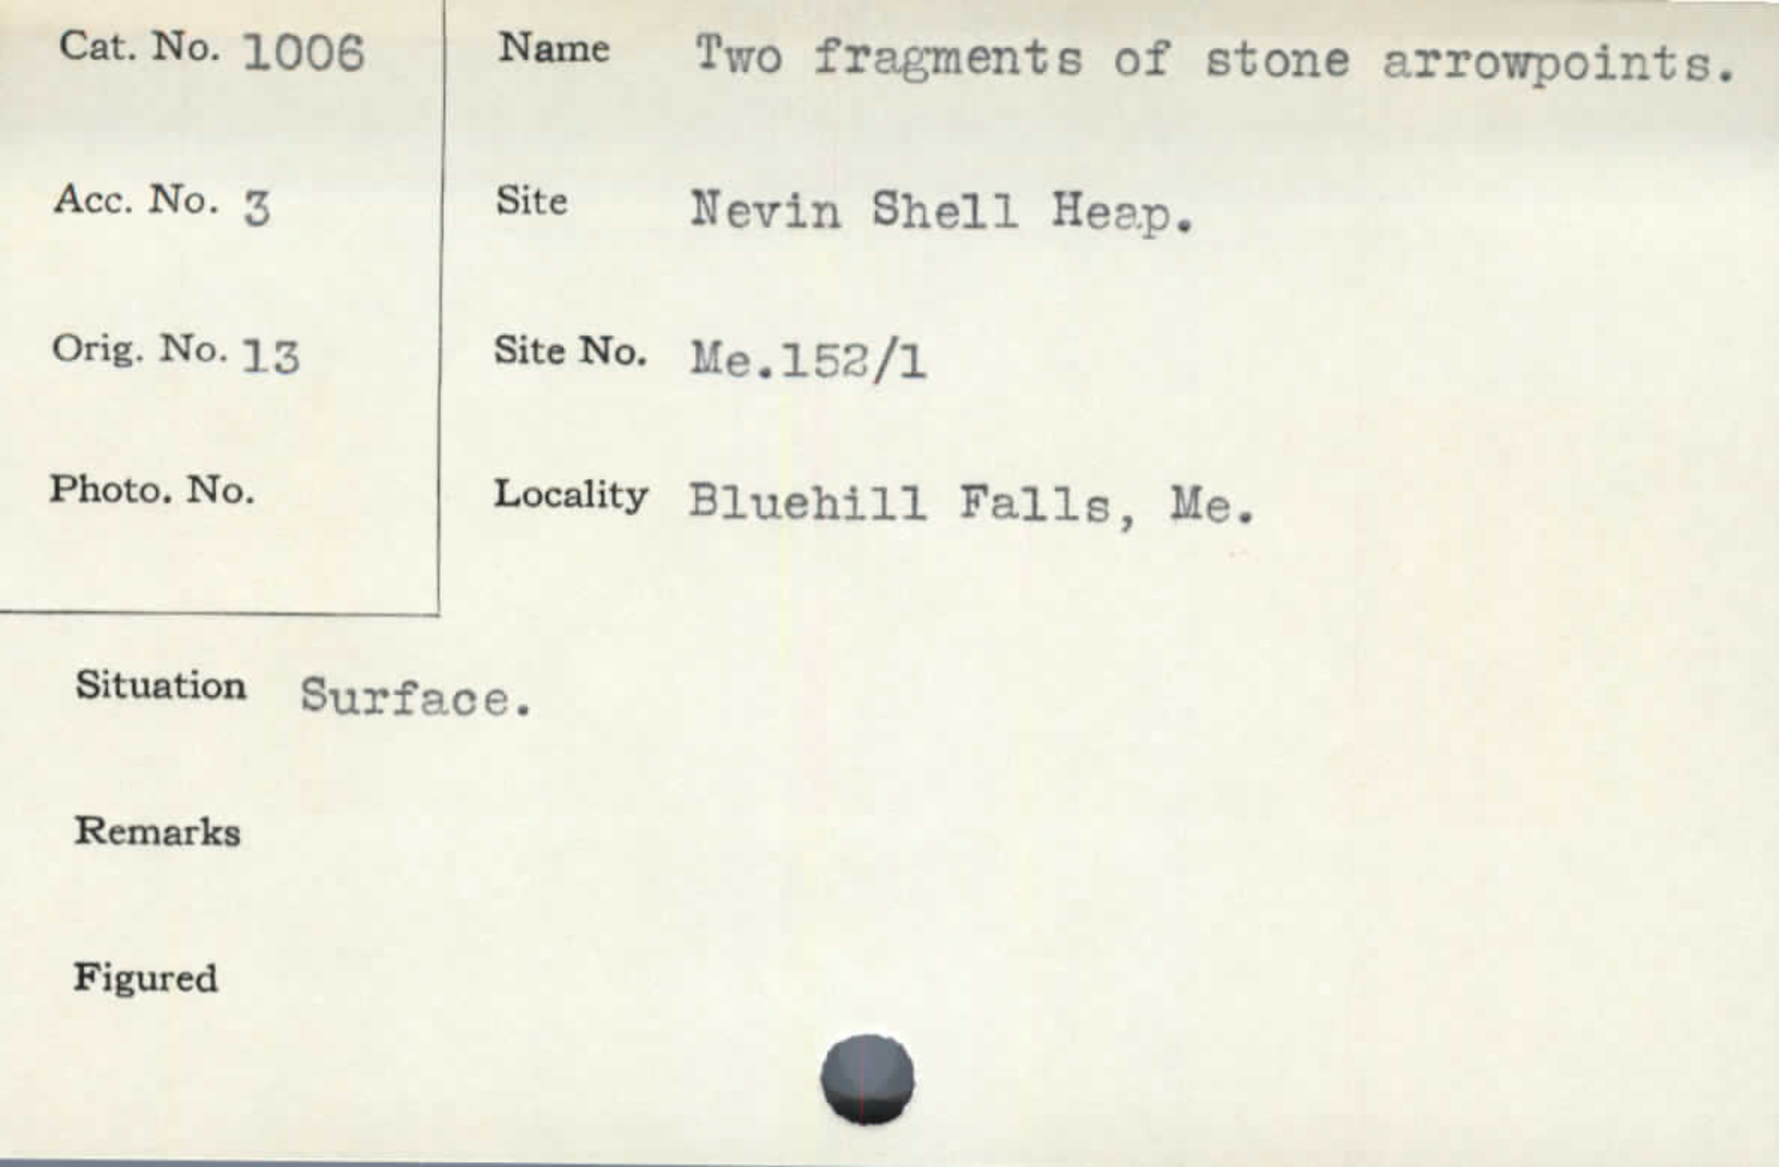 Cat. No. 1006
Acc. No. 3
Orig. No. 13
Photo. No.
Name Two fragments of stone arrowpoints.
Site Nevin Shell Heap.
Site No. Me.152/1
Locality Bluehill Falls, Me.
Situation Surface.
Remarks
Figured